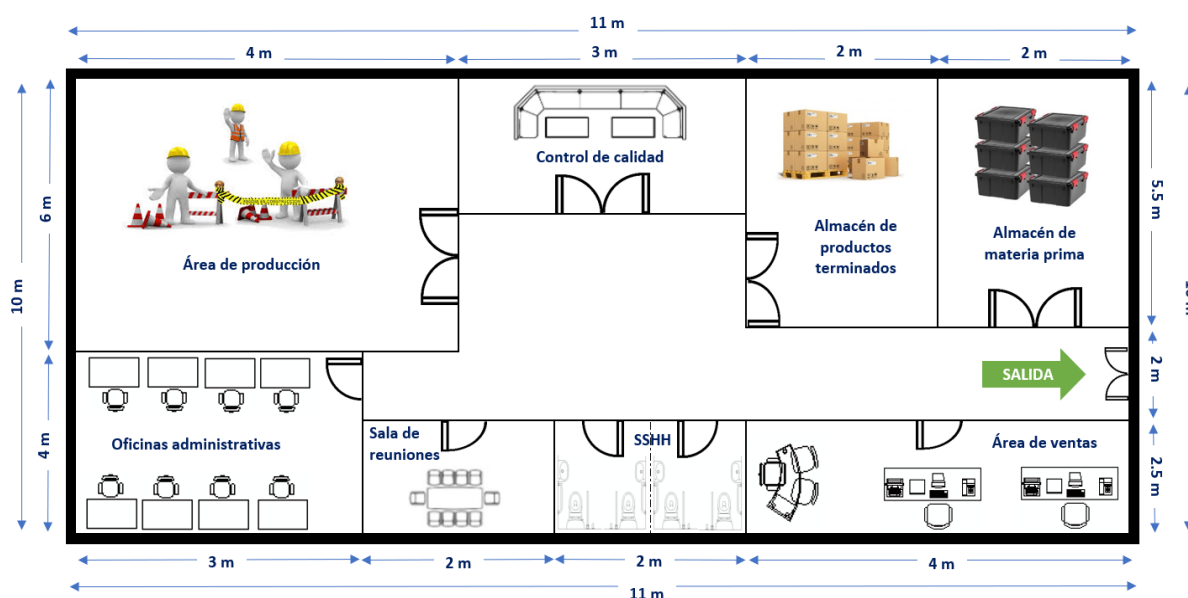 11 m
4 m
3 m
2 m
2 m
Control de calidad
Área de producción
Almacén de
productos
terminados
Almacén de
materia prima
6 m
10 m
5.5 m
SALIDA
2 m
Oficinas administrativas
Sala de
reuniones
SSHH
Área de ventas
4 m
2.5 m
3 m
2 m
2 m
4 m
11 m